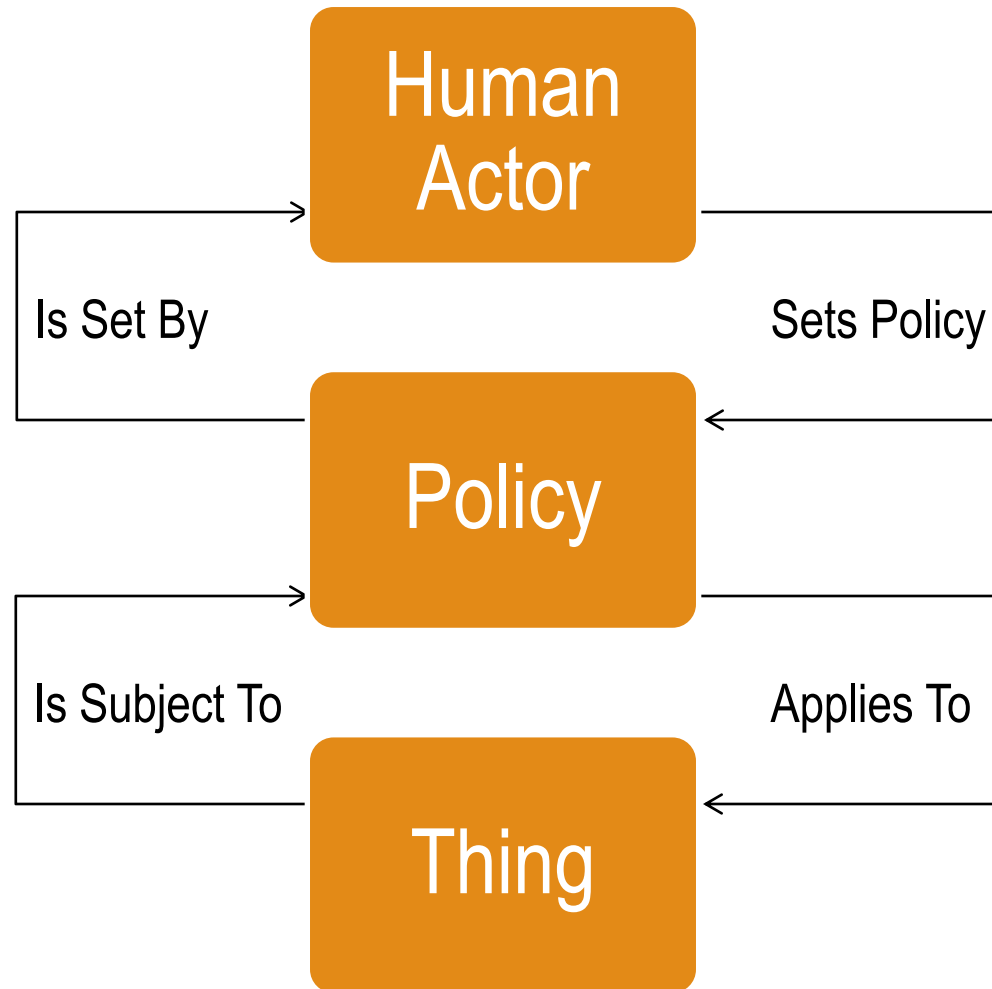 Human
Actor
Is Set By
Sets Policy
Policy
Is Subject To
Applies To
Thing